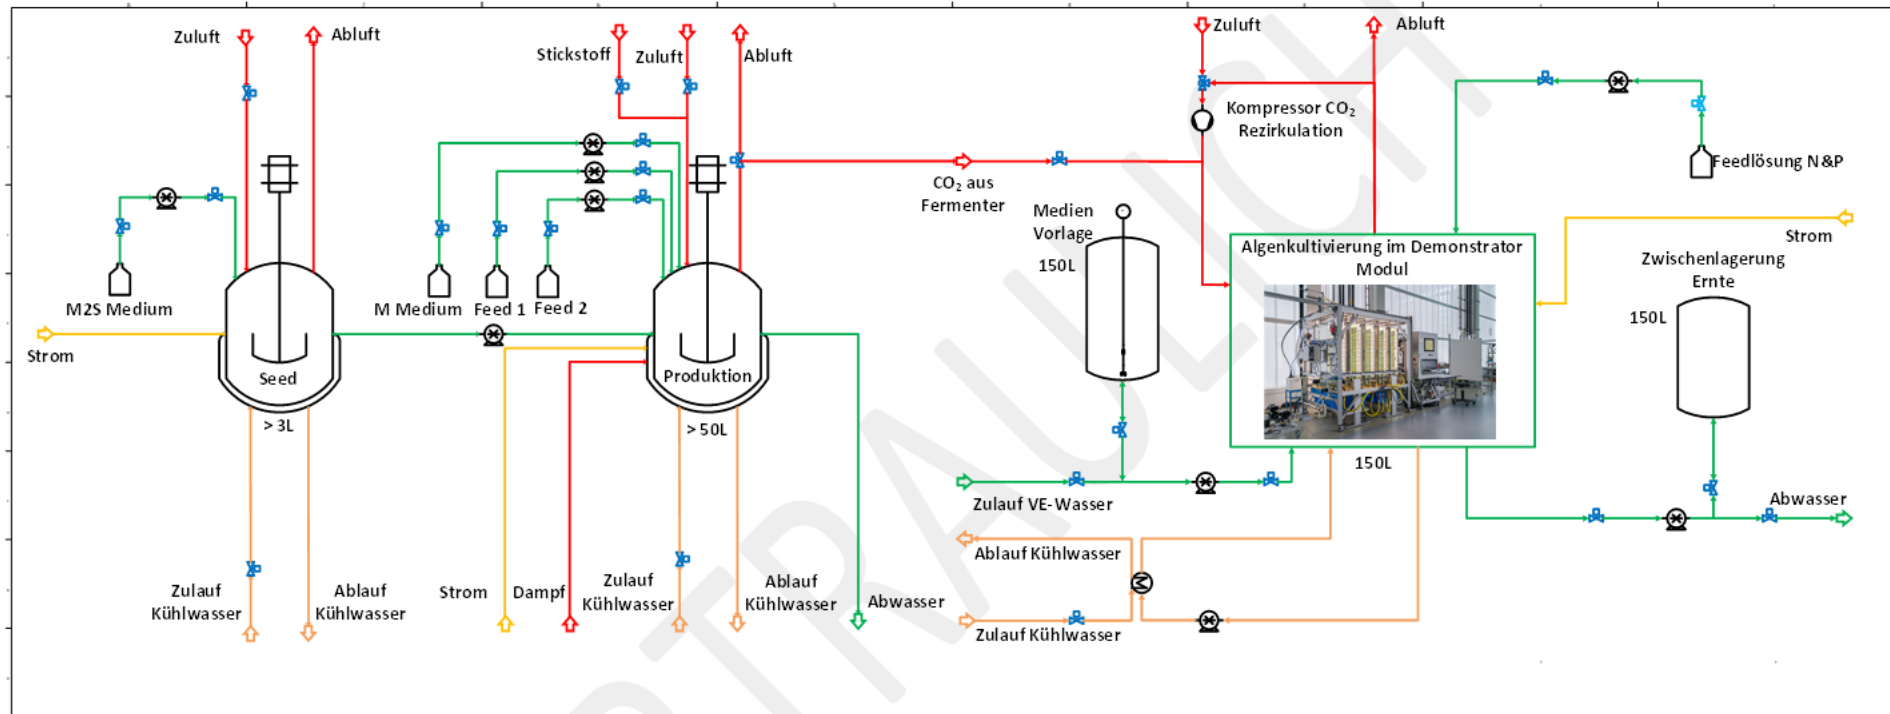 Zuluft
Abluft
Stickstoff
Zuluft
Abluft
Zuluft
Abluft
Kompressor CO₂
Rezirkulation
Feedlösung N&P
CO₂ aus
Fermenter
Medien
Vorlage
150L
Algenkultivierung im Demonstrator
Modul
Strom
Zwischenlagerung
Ernte
150L
M2S Medium
M Medium
Feed 1
Feed 2
Strom
Seed
> 3L
Produktion
> 50L
150L
Zulauf VE-Wasser
Abwasser
Ablauf Kühlwasser
Zulauf
Kühlwasser
Ablauf
Kühlwasser
Strom
Dampf
Zulauf
Kühlwasser
Ablauf
Kühlwasser
Abwasser
Zulauf Kühlwasser
M
TRAULICH